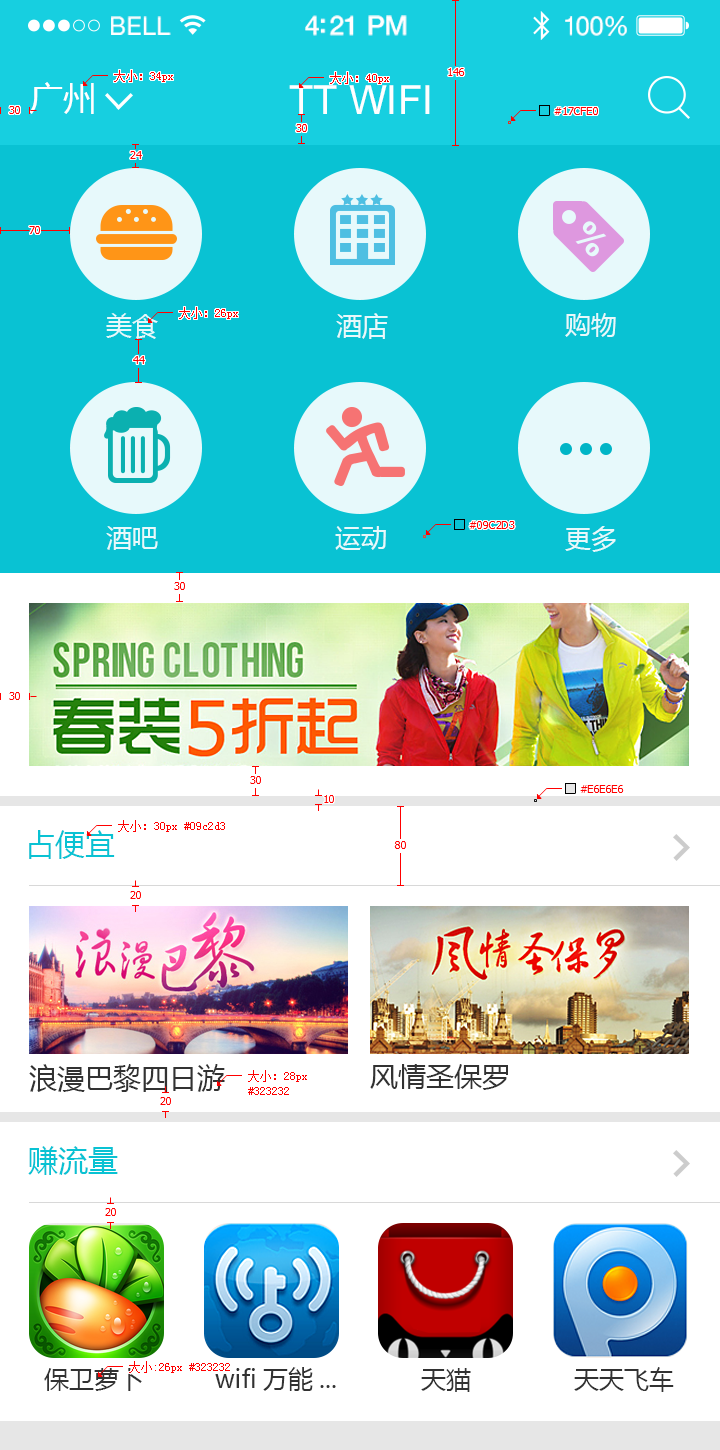 BELL 4:21 PM 100%
大小：34px
大小：40px
146
广州 TT WIFI
30
#17CFE0
30
24
70
美食 酒店 购物
大小：26px
44
酒吧 运动 更多
#09C2D3
30
SPRING CLOTHING
30
春装5折起
THIN
30
#E6E6E6
10
大小：30px #09c2d3
占便宜
80
20
浪漫巴黎 风情圣保罗
浪漫巴黎四日游 风情圣保罗
大小：28px
#323232
20
赚流量
20
大小:26px #323232
保卫萝卜 wifi 万能 ... 天猫 天天飞车